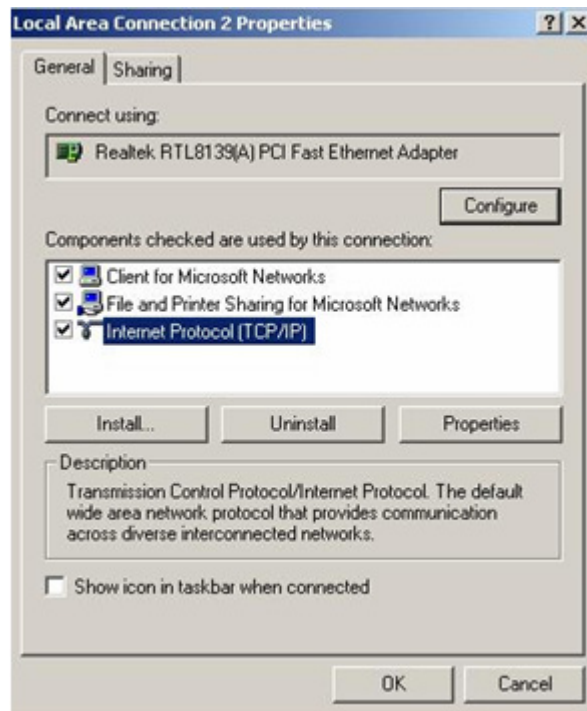 Local Area Connection 2 Properties
General Sharing
Connect using:
Realtek RTL8139(A) PCI Fast Ethernet Adapter
Configure
Components checked are used by this connection:
Client for Microsoft Networks
File and Printer Sharing for Microsoft Networks
Internet Protocol (TCP/IP)
Install... Uninstall Properties
Description
Transmission Control Protocol/Internet Protocol. The default
wide area network protocol that provides communication
across diverse interconnected networks.
Show icon in taskbar when connected
OK Cancel